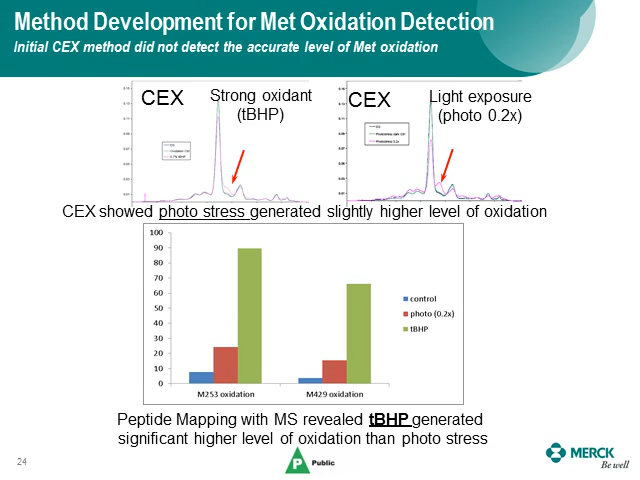 Method Development for Met Oxidation Detection
Initial CEX method did not detect the accurate level of Met oxidation
CEX
Strong oxidant
(tBHP)
CEX
Light exposure
(photo 0.2x)
CEX showed photo stress generated slightly higher level of oxidation
100
90
80
70
60
50
40
30
20
10
0
M253 oxidation
M429 oxidation
control
photo (0.2x)
tBHP
Peptide Mapping with MS revealed tBHP generated
significant higher level of oxidation than photo stress
24
P
Public
MERCK
Be well